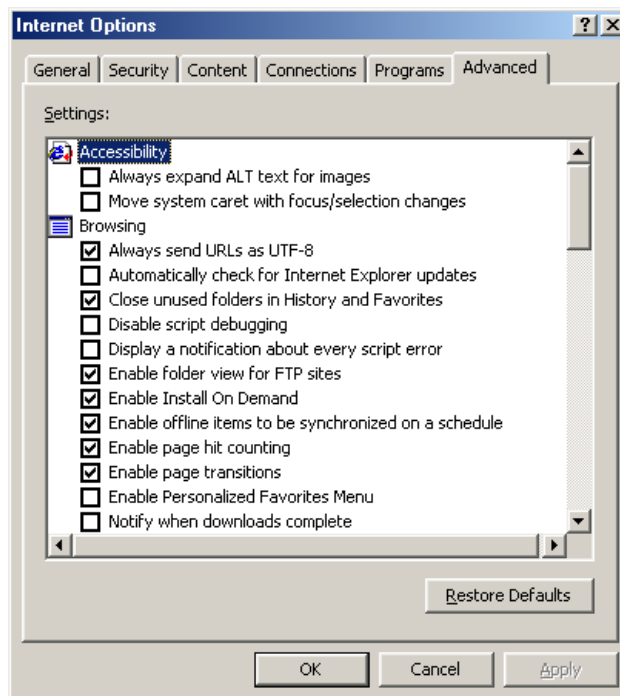 Internet Options
General Security Content Connections Programs Advanced
Settings:
Accessibility
Always expand ALT text for images
Move system caret with focus/selection changes
Browsing
Always send URLs as UTF-8
Automatically check for Internet Explorer updates
Close unused folders in History and Favorites
Disable script debugging
Display a notification about every script error
Enable folder view for FTP sites
Enable Install On Demand
Enable offline items to be synchronized on a schedule
Enable page hit counting
Enable page transitions
Enable Personalized Favorites Menu
Notify when downloads complete
Restore Defaults
OK Cancel Apply